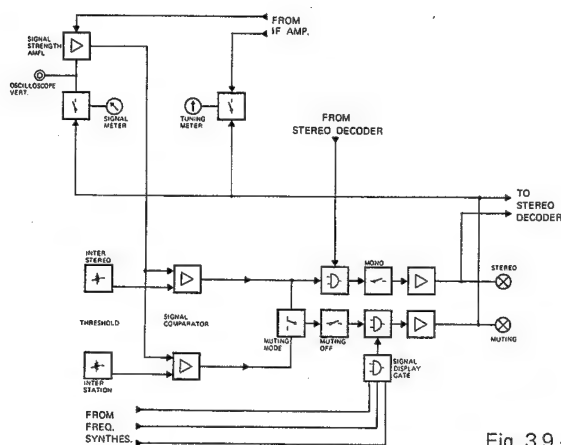 FROM
IF AMP.
SIGNAL
STRENGTH
AMPL
OSCILLOSCOPE
VERT.
SIGNAL
METER
TUNING
METER
FROM
STEREO DECODER
TO
STEREO
DECODER
INTER
STEREO
MONO
STEREO
THRESHOLD
SIGNAL
COMPARATOR
MUTING
MODE
MUTING
OFF
MUTING
INTER
STATION
SIGNAL
DISPLAY
GATE
FROM
FREQ.
SYNTHES.
Fig. 3.9